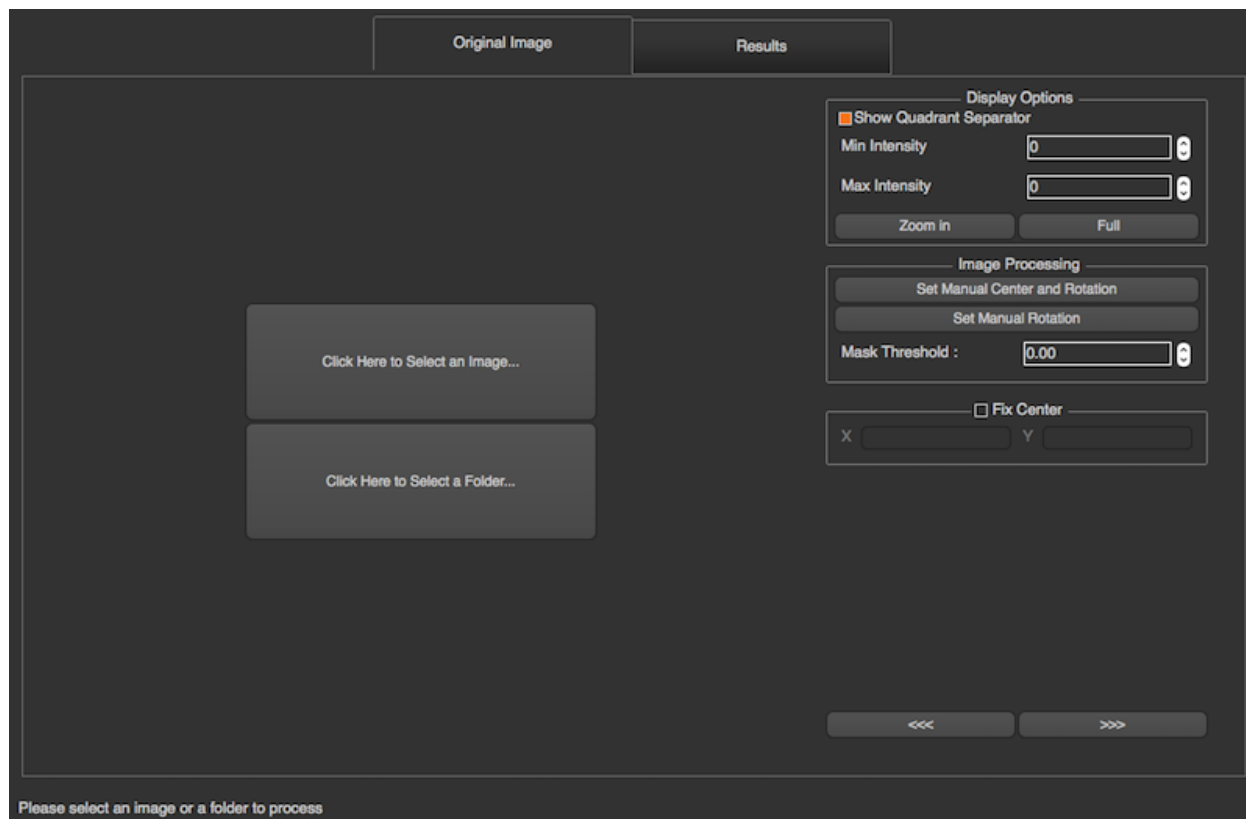 Original Image
Results
Display Options
Show Quadrant Separator
Min Intensity 0
Max Intensity 0
Zoom in Full
Image Processing
Set Manual Center and Rotation
Set Manual Rotation
Mask Threshold : 0.00
Fix Center
X Y
Click Here to Select an Image...
Click Here to Select a Folder...
<<< >>>
Please select an image or a folder to process